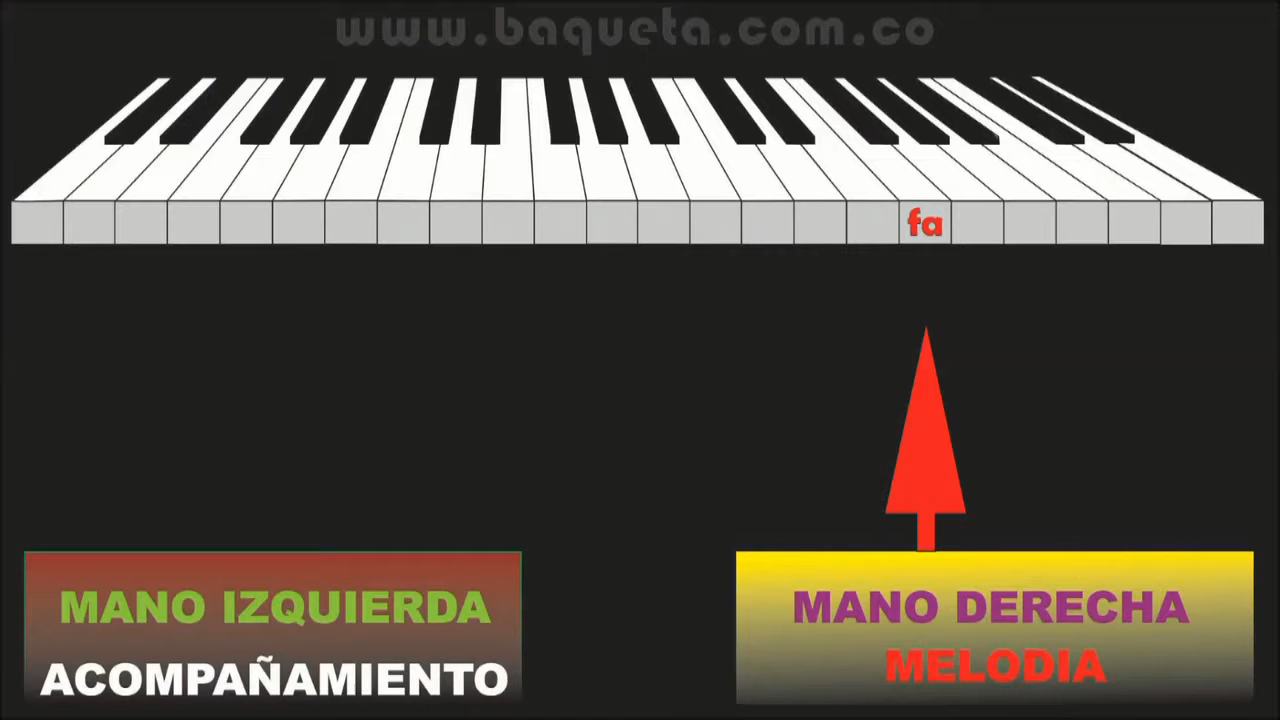 www.baqueta.com.co
fa
MANO IZQUIERDA
ACOMPAÑAMIENTO
MANO DERECHA
MELODIA